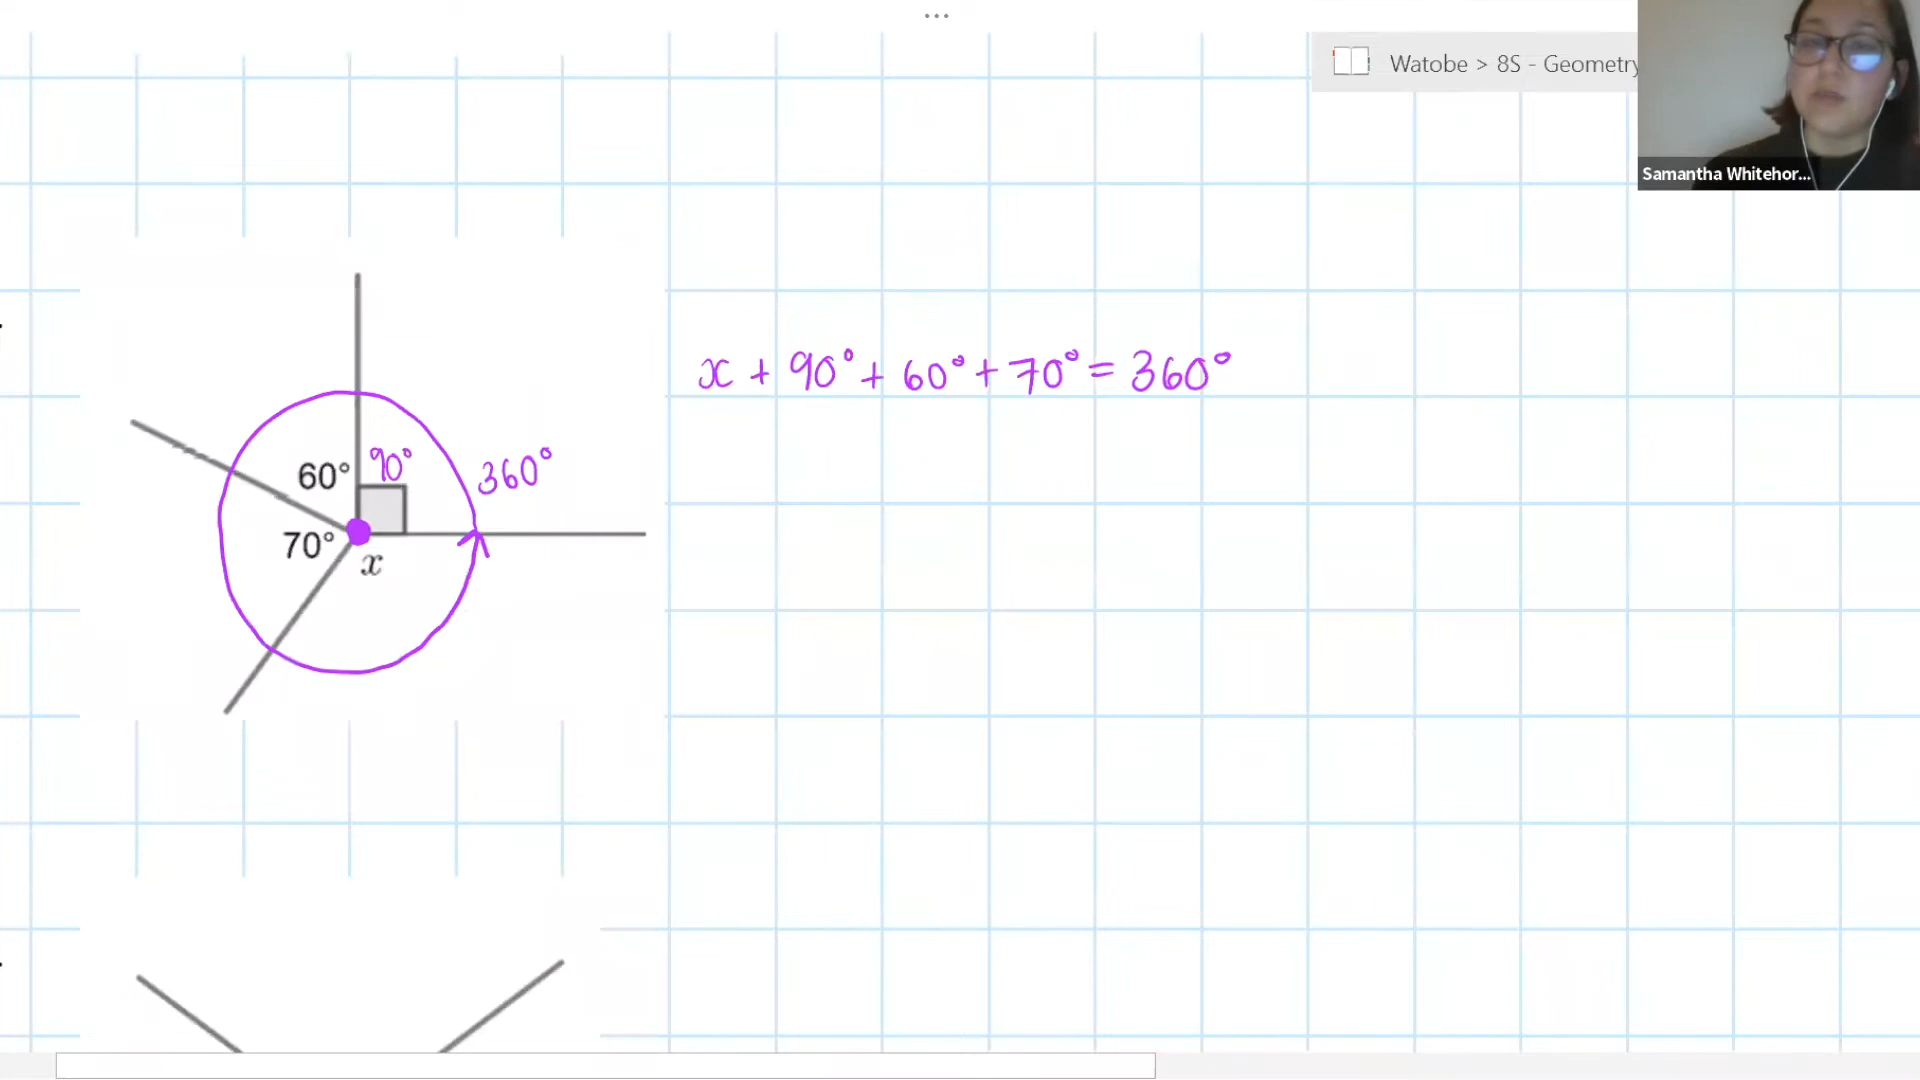 ...
Watobe > 8S - Geometry
Samantha Whitehor...
x + 90° + 60° + 70° = 360°
60° 90° 360°
70° x